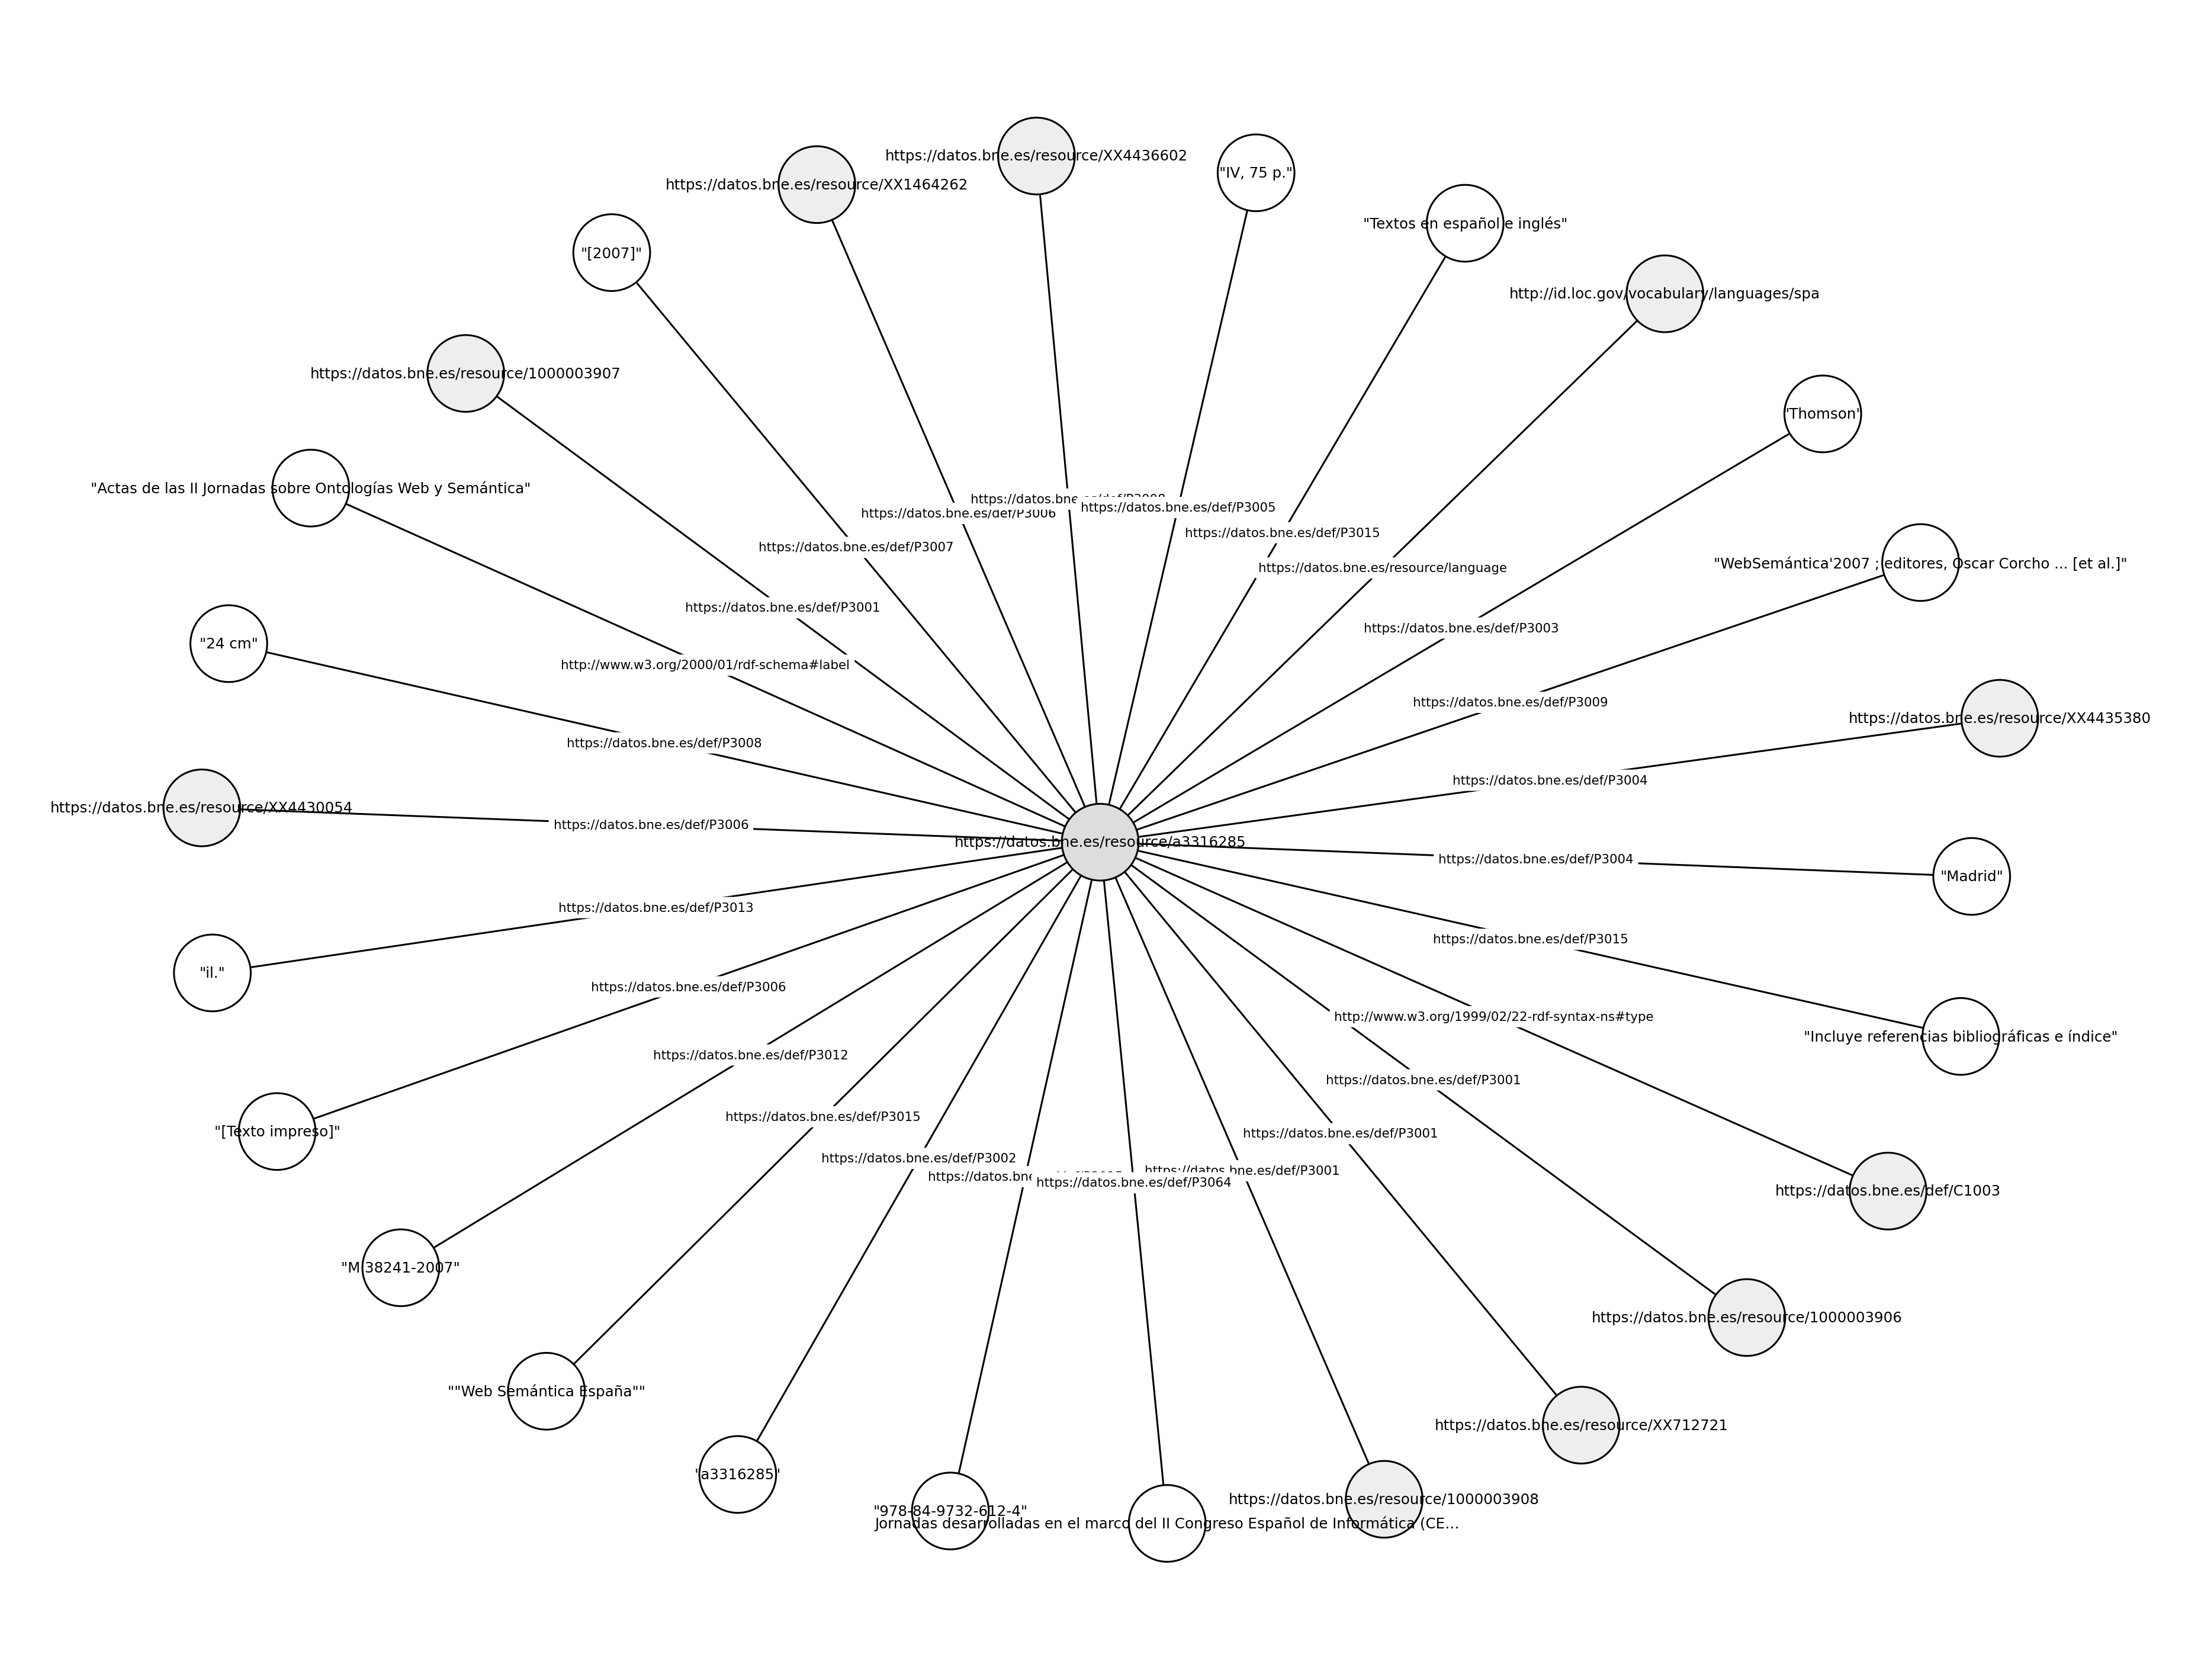 https://datos.bne.es/resource/XX4436602
"IV, 75 p."
https://datos.bne.es/resource/XX1464262
"Textos en español e inglés"
"[2007]"
http://id.loc.gov/vocabulary/languages/spa
https://datos.bne.es/resource/1000003907
"Thomson"
"Actas de las II Jornadas sobre Ontologías Web y Semántica"
https://datos.bne.es/def/P3005
https://datos.bne.es/def/P3006
https://datos.bne.es/def/P3015
https://datos.bne.es/def/P3007
"WebSemántica'2007 ; editores, Oscar Corcho ... [et al.]"
https://datos.bne.es/resource/language
https://datos.bne.es/def/P3001
https://datos.bne.es/def/P3003
"24 cm"
http://www.w3.org/2000/01/rdf-schema#label
https://datos.bne.es/def/P3009
https://datos.bne.es/resource/XX4435380
https://datos.bne.es/def/P3008
https://datos.bne.es/def/P3004
https://datos.bne.es/resource/XX4430054
https://datos.bne.es/def/P3006
https://datos.bne.es/resource/a3316285
https://datos.bne.es/def/P3004
"Madrid"
https://datos.bne.es/def/P3013
https://datos.bne.es/def/P3015
"il."
https://datos.bne.es/def/P3006
http://www.w3.org/1999/02/22-rdf-syntax-ns#type
"Incluye referencias bibliográficas e índice"
https://datos.bne.es/def/P3012
https://datos.bne.es/def/P3001
https://datos.bne.es/def/P3015
"[Texto impreso]"
https://datos.bne.es/def/P3001
https://datos.bne.es/def/P3002
https://datos.bne.es/def/P3001
https://datos.bne.es/def/P3064
https://datos.bne.es/def/C1003
"M 38241-2007"
https://datos.bne.es/resource/1000003906
""Web Semántica España""
https://datos.bne.es/resource/XX712721
"a3316285"
https://datos.bne.es/resource/1000003908
"978-84-9732-612-4"
Jornadas desarrolladas en el marco del II Congreso Español de Informática (CE...